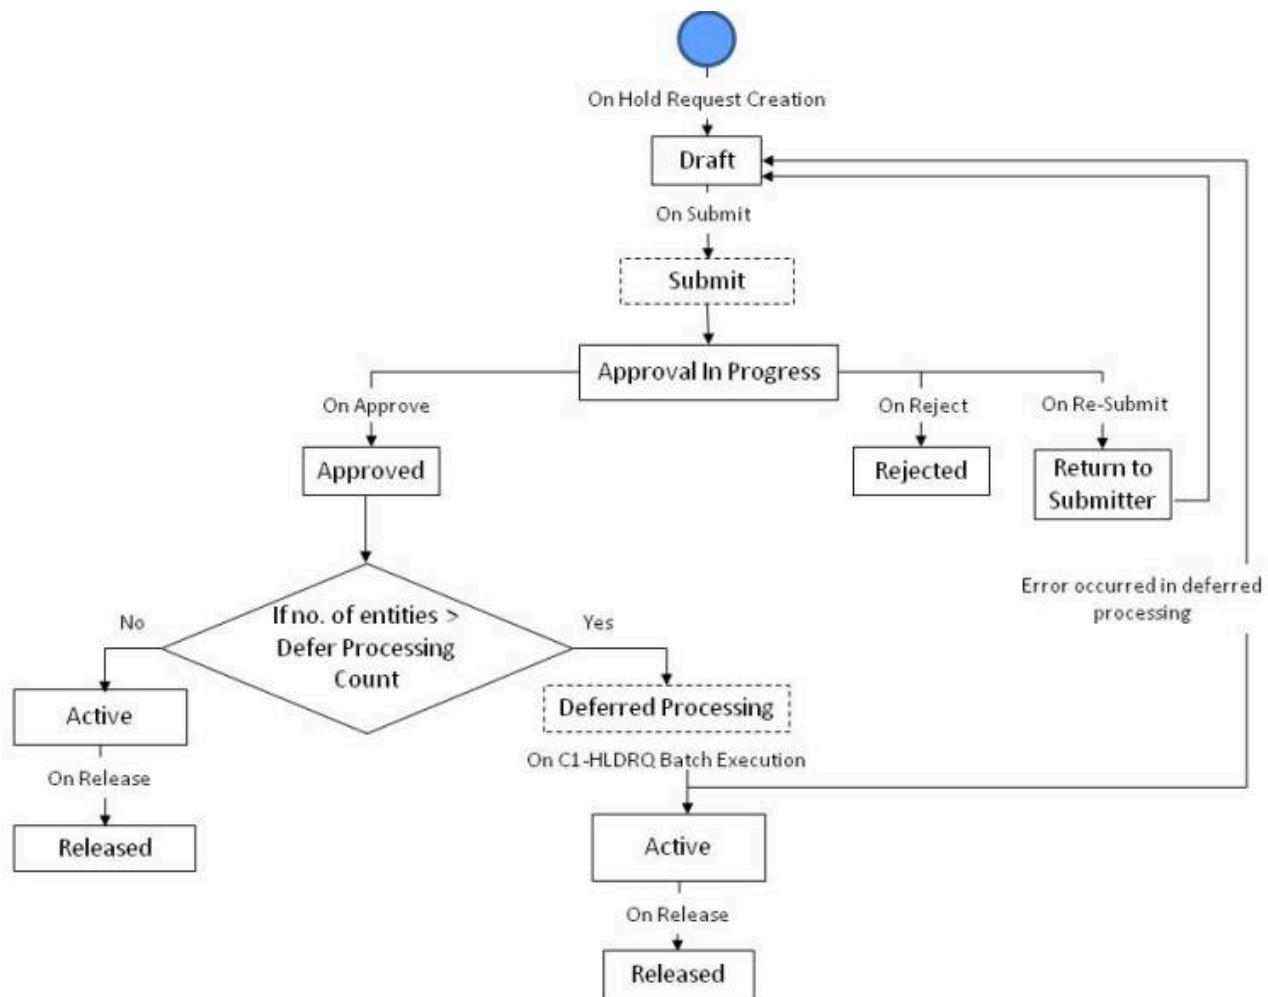 On Hold Request Creation
Draft
On Submit
Submit
Approval In Progress
On Approve
On Reject
On Re-Submit
Approved
Rejected
Return to
Submitter
If no. of entities >
Defer Processing
Count
No
Yes
Error occurred in deferred
processing
Active
Deferred Processing
On Release
On C1-HLDRQ Batch Execution
Released
Active
On Release
Released